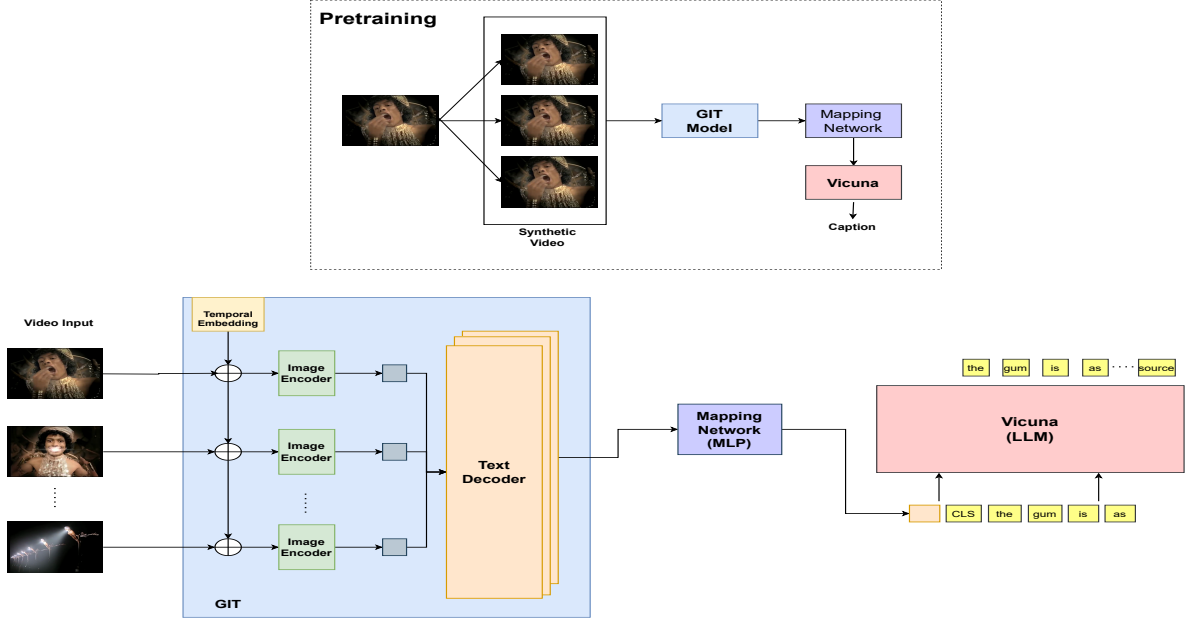 Pretraining
GIT
Model
Mapping
Network
Vicuna
Caption
Synthetic
Video
Video Input
Temporal
Embedding
Image
Encoder
Image
Encoder
Image
Encoder
Text
Decoder
GIT
Mapping
Network
(MLP)
the gum is as ···· source
Vicuna
(LLM)
CLS the gum is as